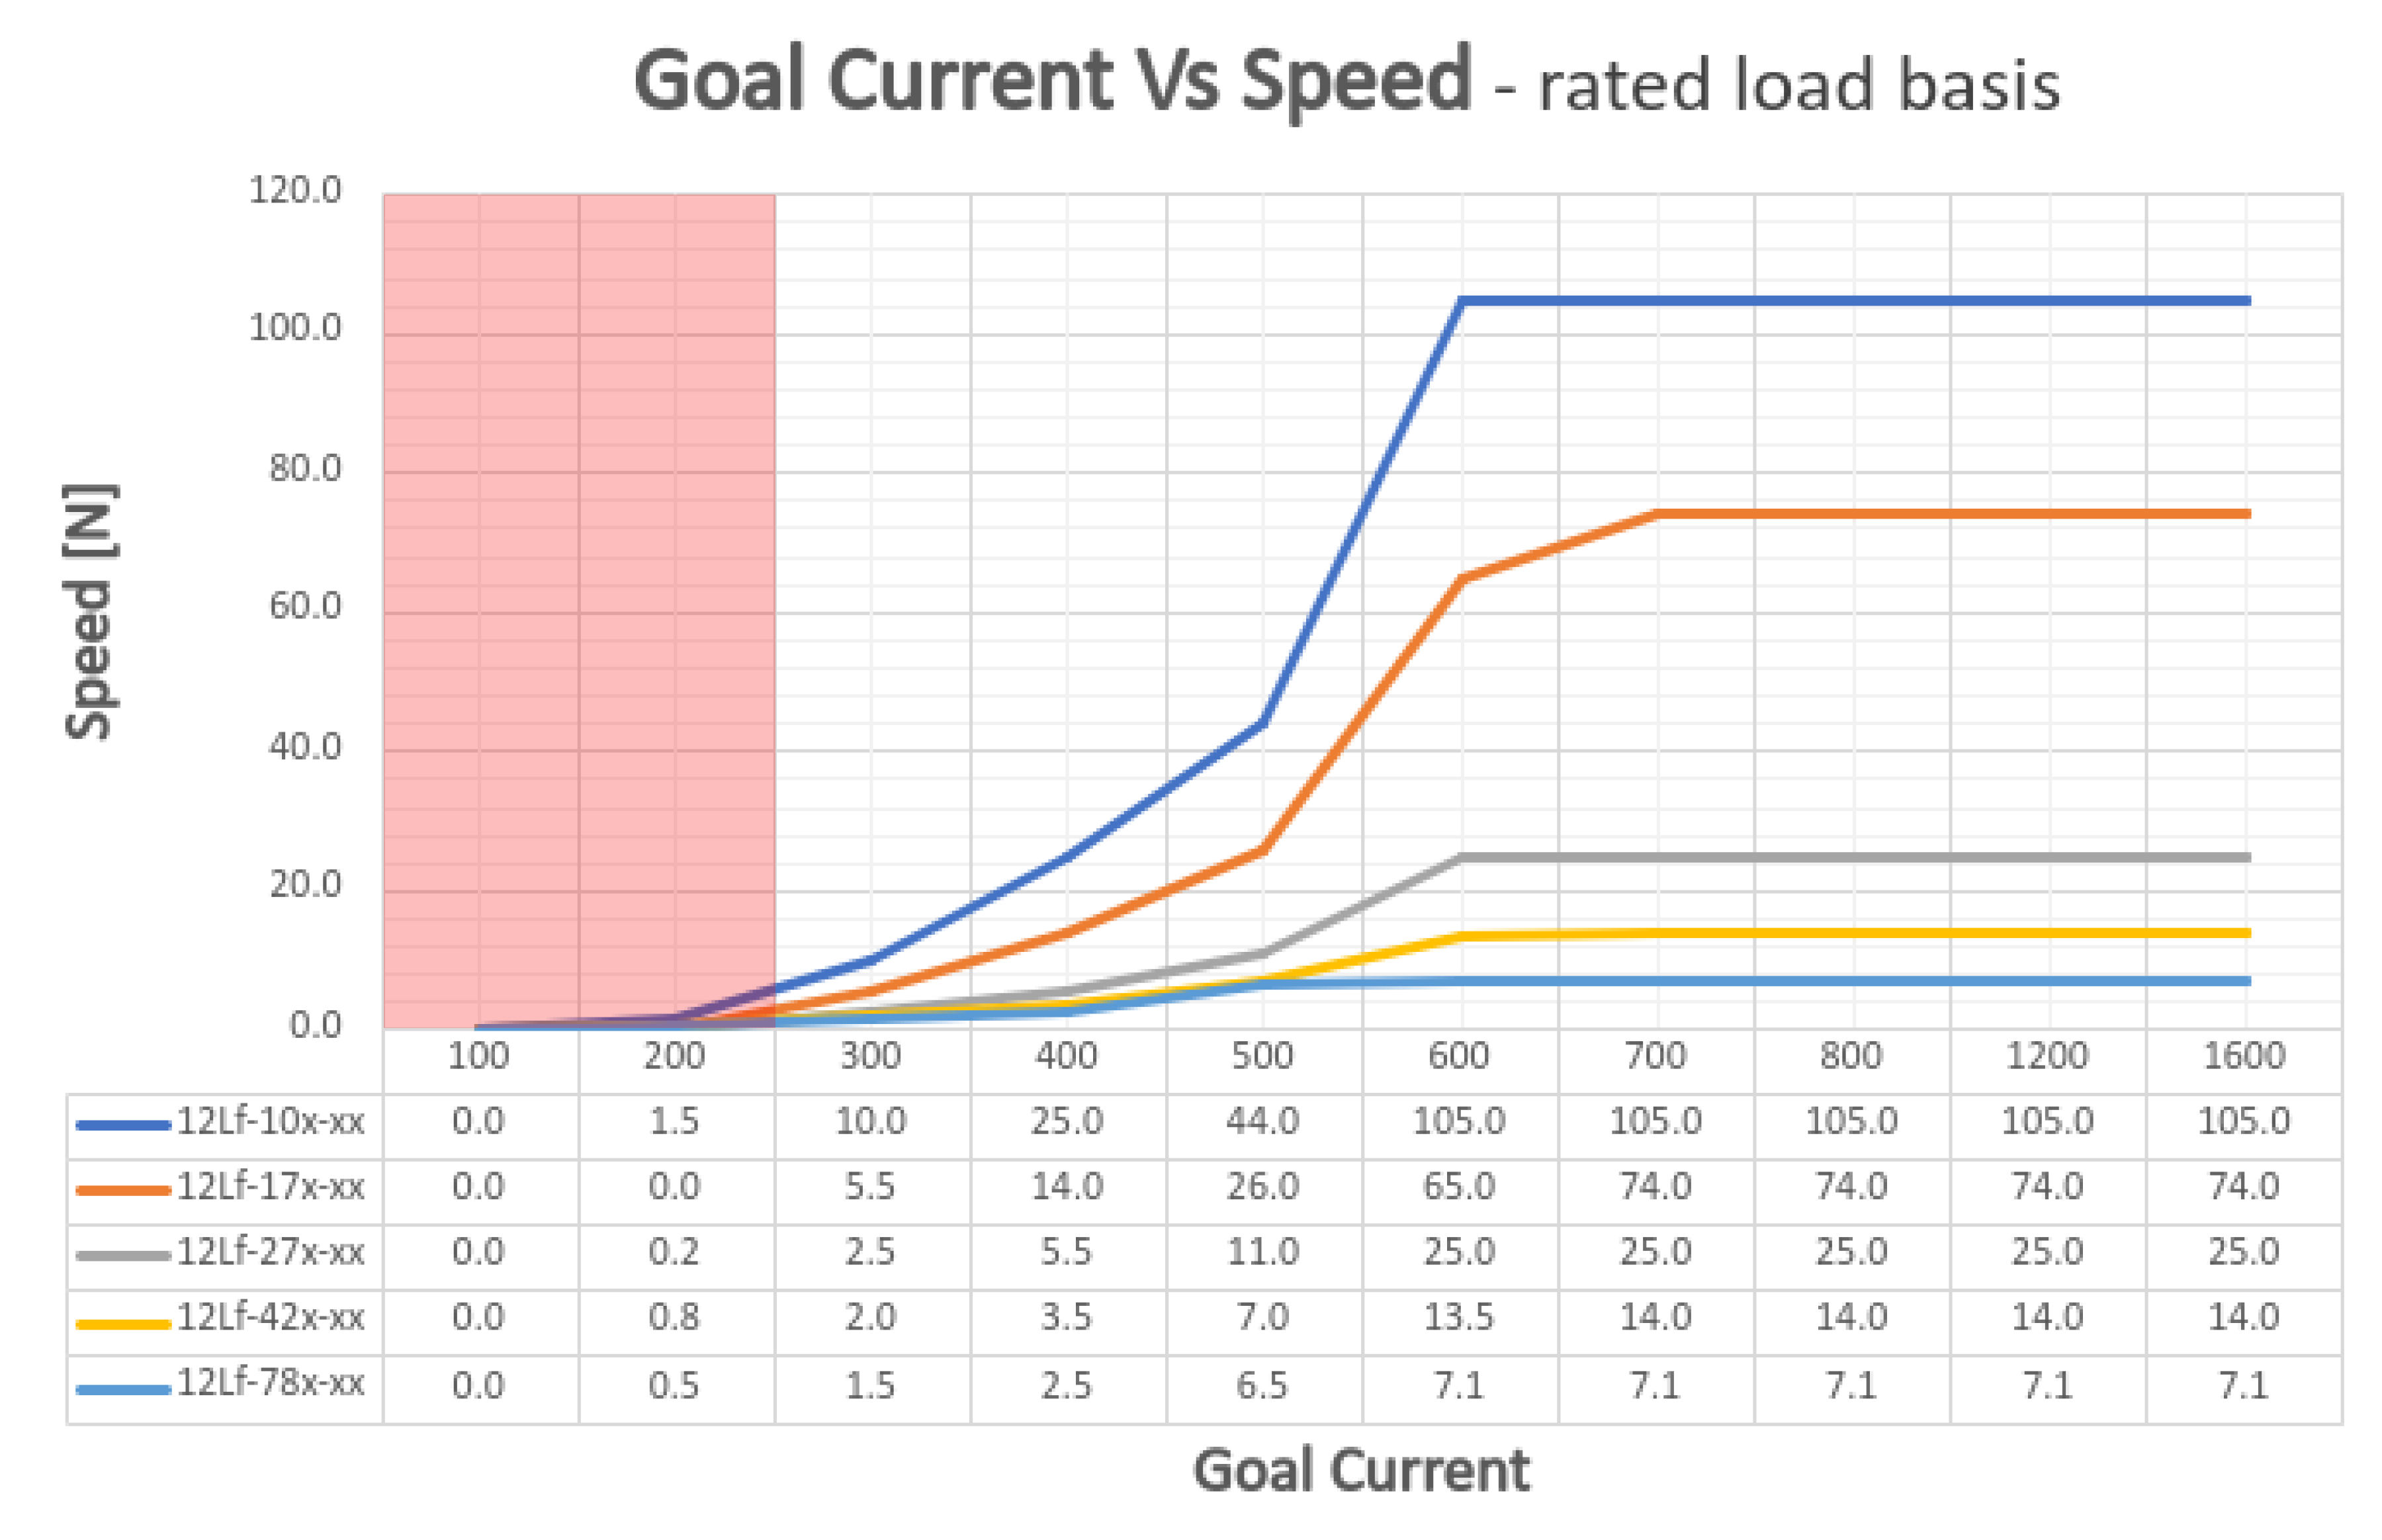 Goal Current Vs Speed - rated load basis
120.0
100.0
80.0
60.0
40.0
20.0
0.0
Speed [N]
100 200 300 400 500 600 700 800 1200 1600
12Lf-10x-xx 0.0 1.5 10.0 25.0 44.0 105.0 105.0 105.0 105.0 105.0
12Lf-17x-xx 0.0 0.0 5.5 14.0 26.0 65.0 74.0 74.0 74.0 74.0
12Lf-27x-xx 0.0 0.2 2.5 5.5 11.0 25.0 25.0 25.0 25.0 25.0
12Lf-42x-xx 0.0 0.8 2.0 3.5 7.0 13.5 14.0 14.0 14.0 14.0
12Lf-78x-xx 0.0 0.5 1.5 2.5 6.5 7.1 7.1 7.1 7.1 7.1
Goal Current